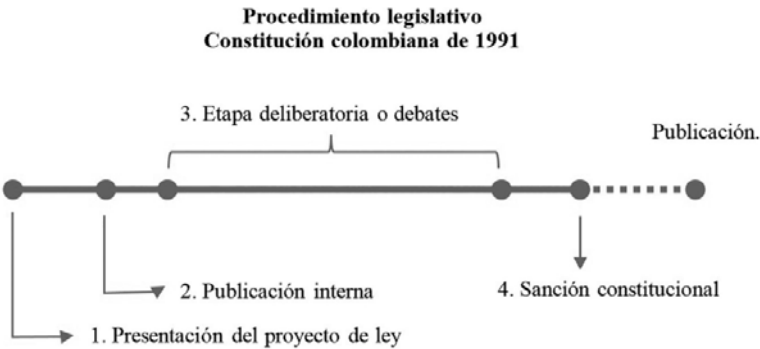 Procedimiento legislativo
Constitución colombiana de 1991
3. Etapa deliberatoria o debates
Publicación.
2. Publicación interna
4. Sanción constitucional
1. Presentación del proyecto de ley